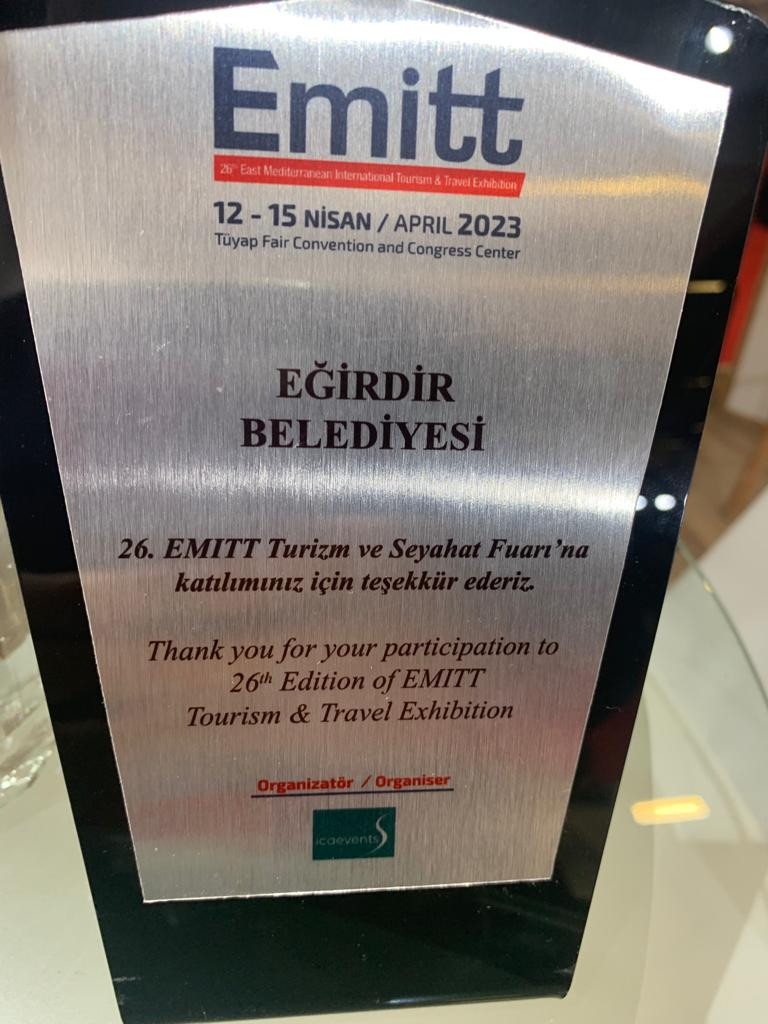 Emitt
26th East Mediterranean International Tourism & Travel Exhibition
12 - 15 NİSAN / APRIL 2023
Tüyap Fair Convention and Congress Center
EĞİRDİR
BELEDİYESİ
26. EMITT Turizm ve Seyahat Fuarı'na
katılımınız için teşekkür ederiz.
Thank you for your participation to
26th Edition of EMITT
Tourism & Travel Exhibition
Organizatör / Organiser
icaevents